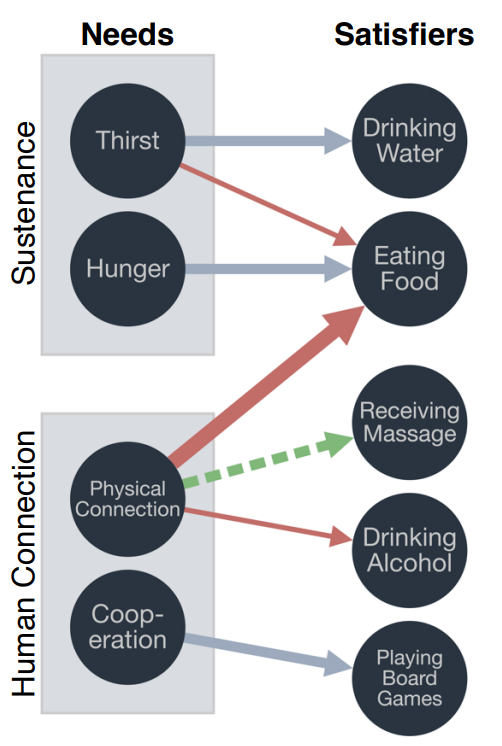 Needs
Satisfiers
Sustenance
Thirst
Drinking
Water
Hunger
Eating
Food
Human Connection
Physical
Connection
Receiving
Massage
Drinking
Alcohol
Coop-
eration
Playing
Board
Games